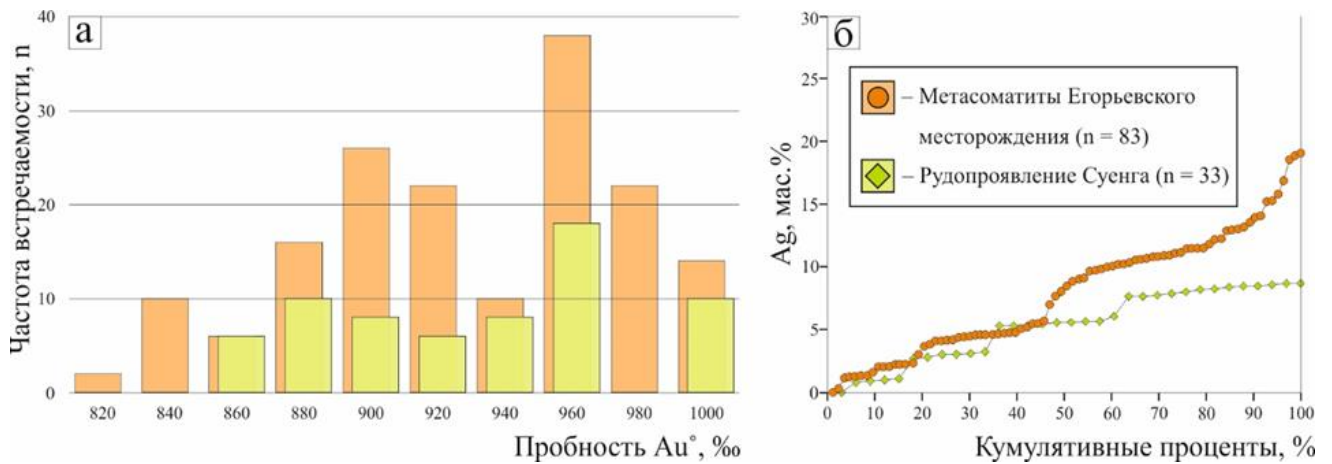 а
Частота встречаемости, n
40
30
20
10
0
820 840 860 880 900 920 940 960 980 1000
Пробность Au°, ‰
б
Ag, мас.%
30
25
20
15
10
5
0
0 10 20 30 40 50 60 70 80 90 100
Кумулятивные проценты, %
– Метасоматиты Егорьевского
месторождения (n = 83)
– Рудопроявление Суенга (n = 33)